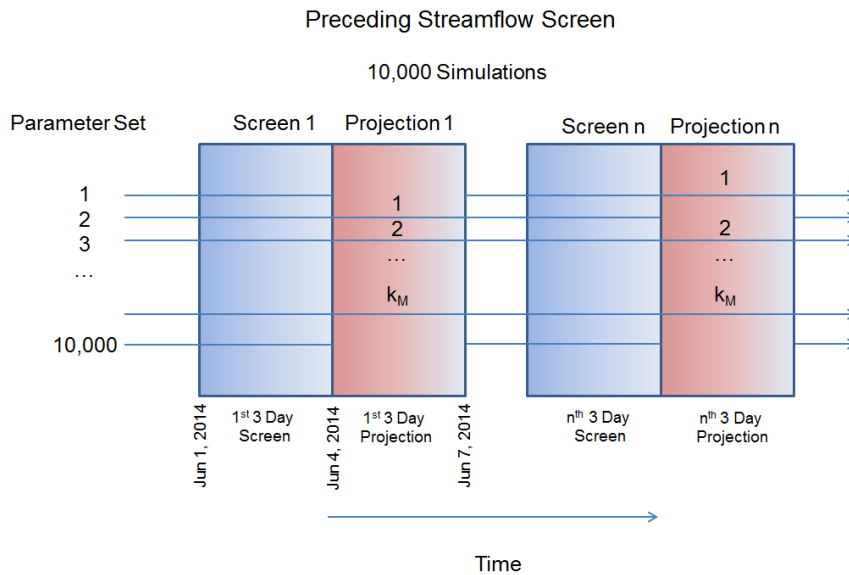 Preceding Streamflow Screen
10,000 Simulations
Parameter Set
Screen 1
Projection 1
Screen n
Projection n
1
2
3
...
10,000
1
2
...
kM
1
2
...
kM
Jun 1, 2014
1st 3 Day
Screen
Jun 4, 2014
1st 3 Day
Projection
Jun 7, 2014
nth 3 Day
Screen
nth 3 Day
Projection
Time